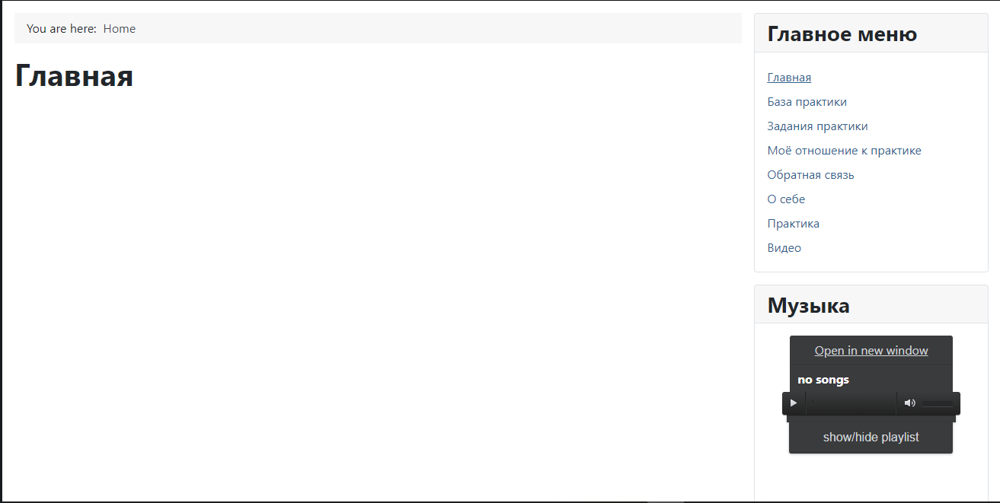 You are here: Home
Главная
Главное меню
Главная
База практики
Задания практики
Моё отношение к практике
Обратная связь
О себе
Практика
Видео
Музыка
Open in new window
no songs
show/hide playlist